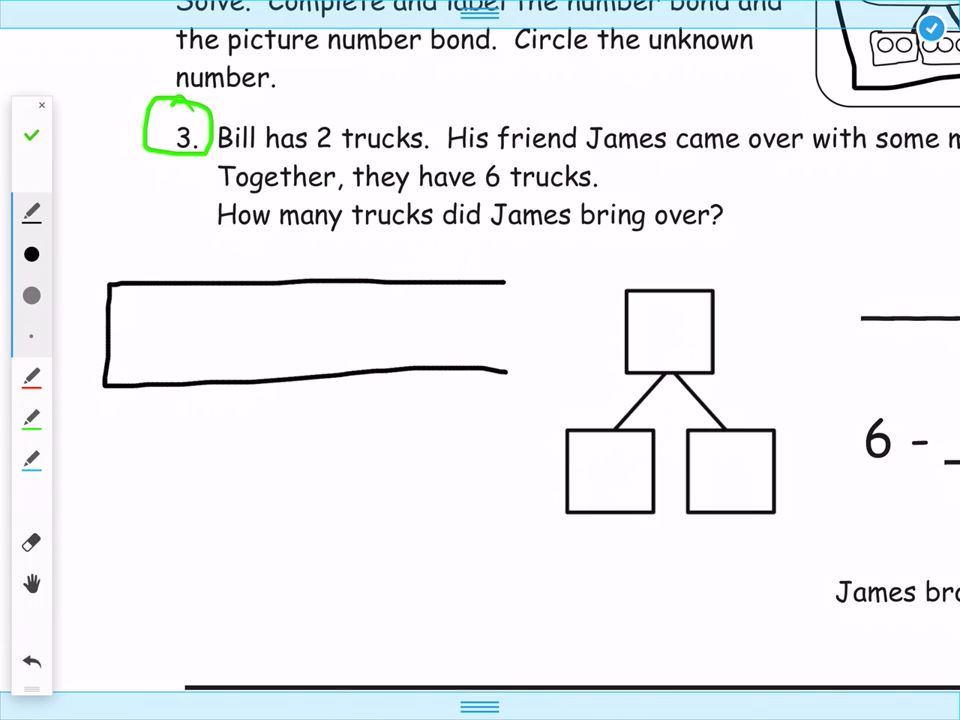 Solve. Complete and label the number bond and
the picture number bond. Circle the unknown
number.
3. Bill has 2 trucks. His friend James came over with some
Together, they have 6 trucks.
How many trucks did James bring over?
6 - _
James